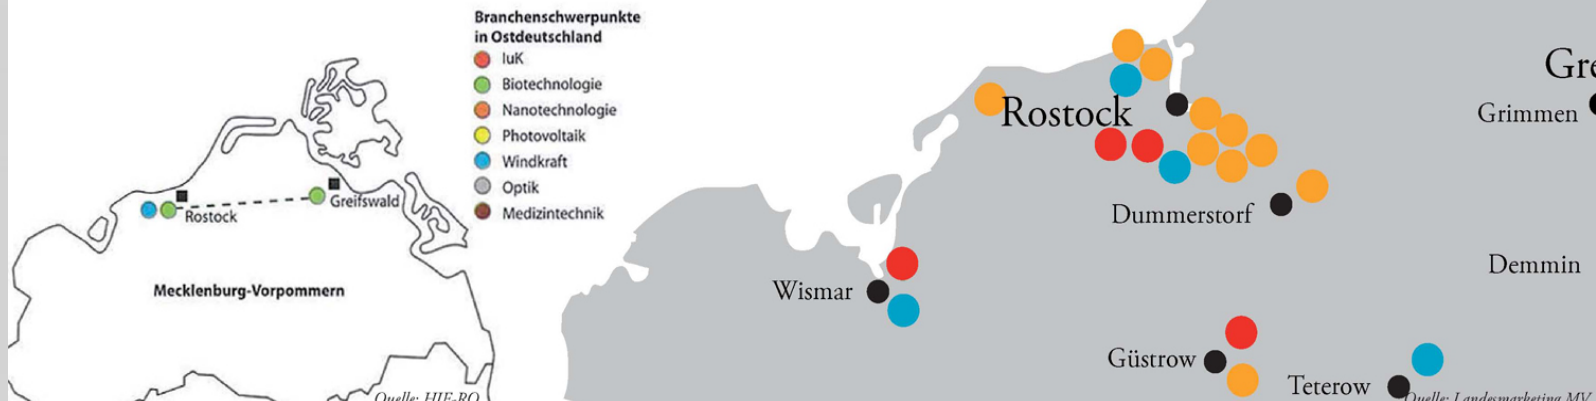 Branchenschwerpunkte
in Ostdeutschland
IuK
Biotechnologie
Nanotechnologie
Photovoltaik
Windkraft
Optik
Medizintechnik
Greifswald
Rostock
Mecklenburg-Vorpommern
Quelle: HIE-RO
Rostock
Gre
Grimmen
Dummerstorf
Demmin
Wismar
Güstrow
Teterow
Quelle: Landesmarketing MV